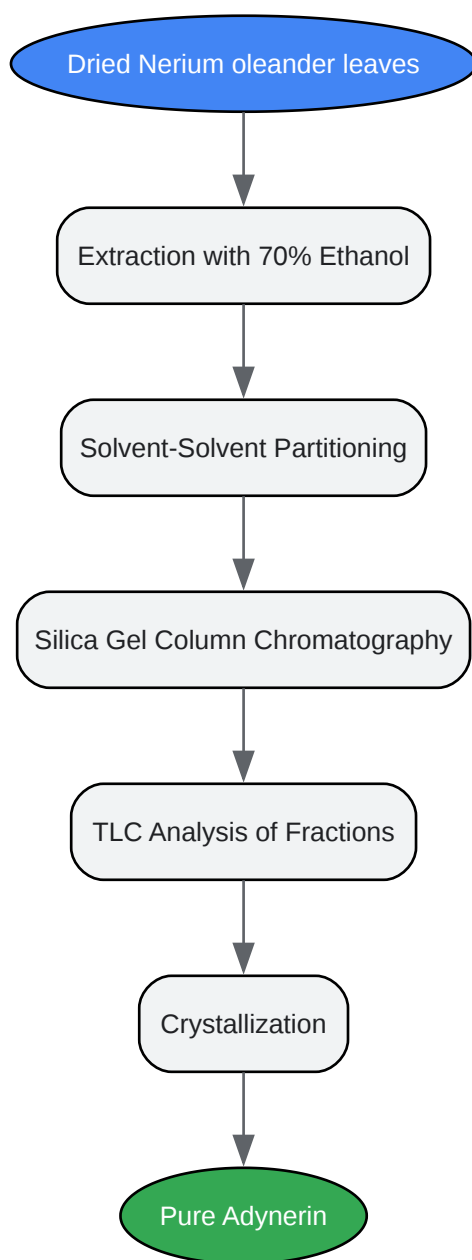 Dried Nerium oleander leaves
Extraction with 70% Ethanol
Solvent-Solvent Partitioning
Silica Gel Column Chromatography
TLC Analysis of Fractions
Crystallization
Pure Adynerin